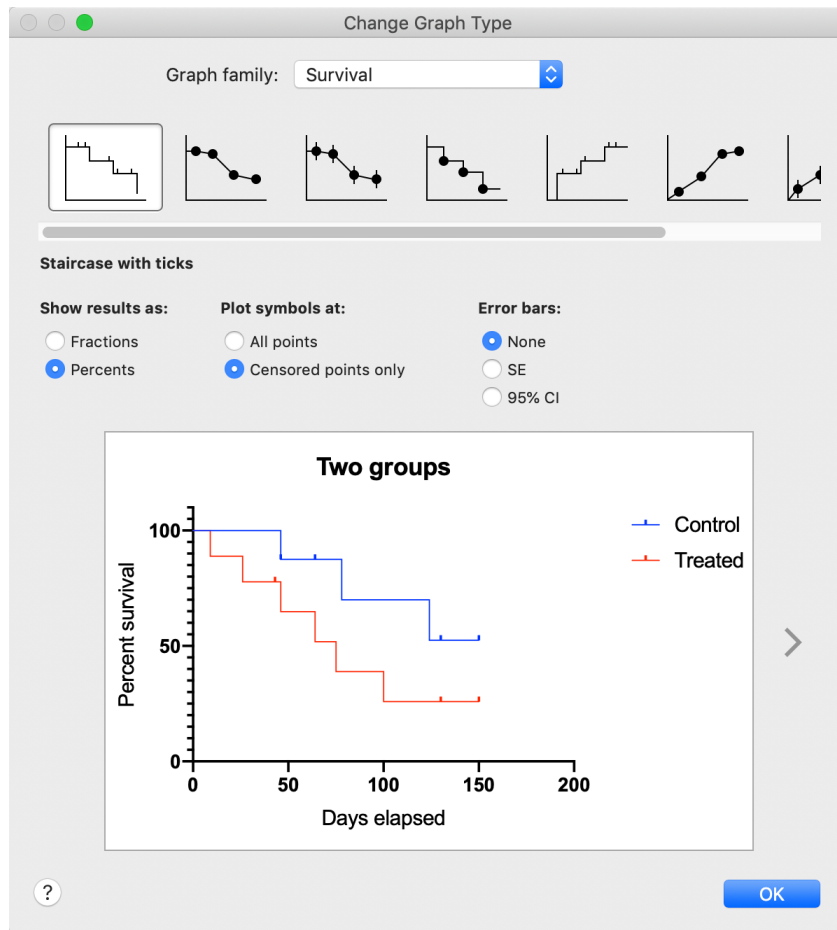 Change Graph Type
Graph family: Survival
Staircase with ticks
Show results as: Plot symbols at: Error bars:
Fractions All points None
Percents Censored points only SE
95% CI
Two groups
Control
Treated
Percent survival
100
50
0
0 50 100 150 200
Days elapsed
? OK